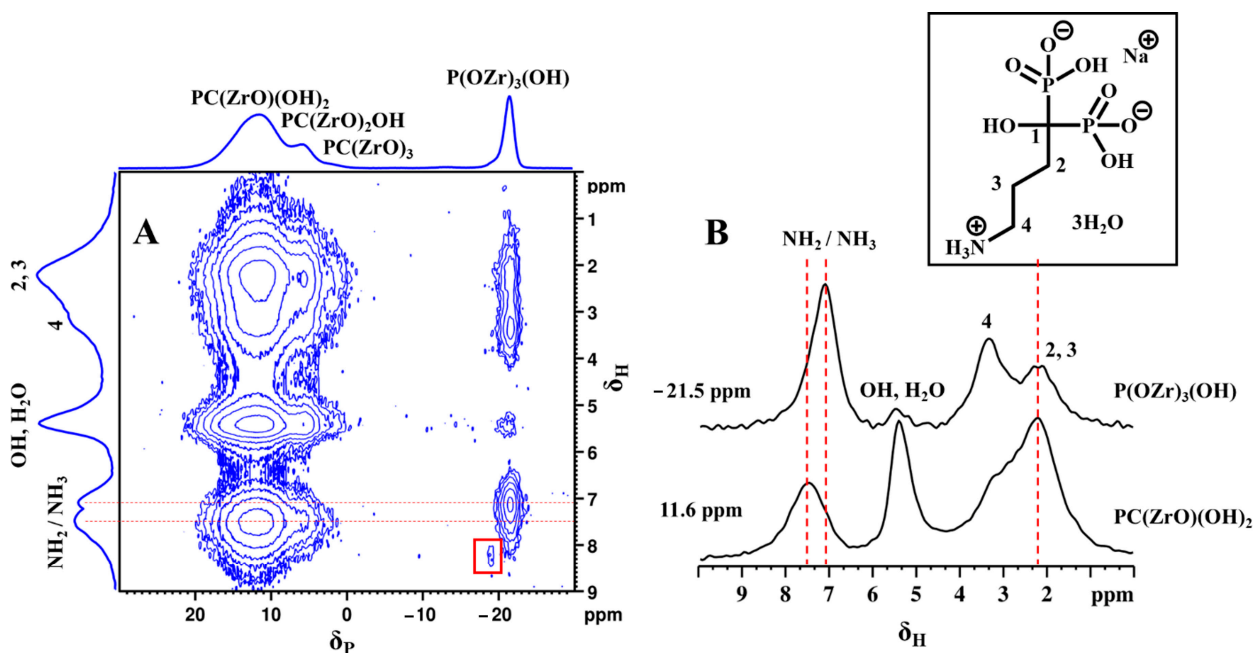 PC(ZrO)(OH)₂
PC(ZrO)₂OH
PC(ZrO)₃
P(OZr)₃(OH)
A
ppm
1
2
3
4
5
6
7
8
9
ppm
δH
20
10
0
−10
−20
ppm
δP
2, 3
4
OH, H₂O
NH₂ / NH₃
B
O⊖
Na⊕
O
OH
P
O
HO
P
O⊖
1
OH
2
3
4
3H₂O
H₃N⊕
NH₂ / NH₃
4
2, 3
OH, H₂O
−21.5 ppm
P(OZr)₃(OH)
11.6 ppm
PC(ZrO)(OH)₂
9
8
7
6
5
4
3
2
ppm
δH